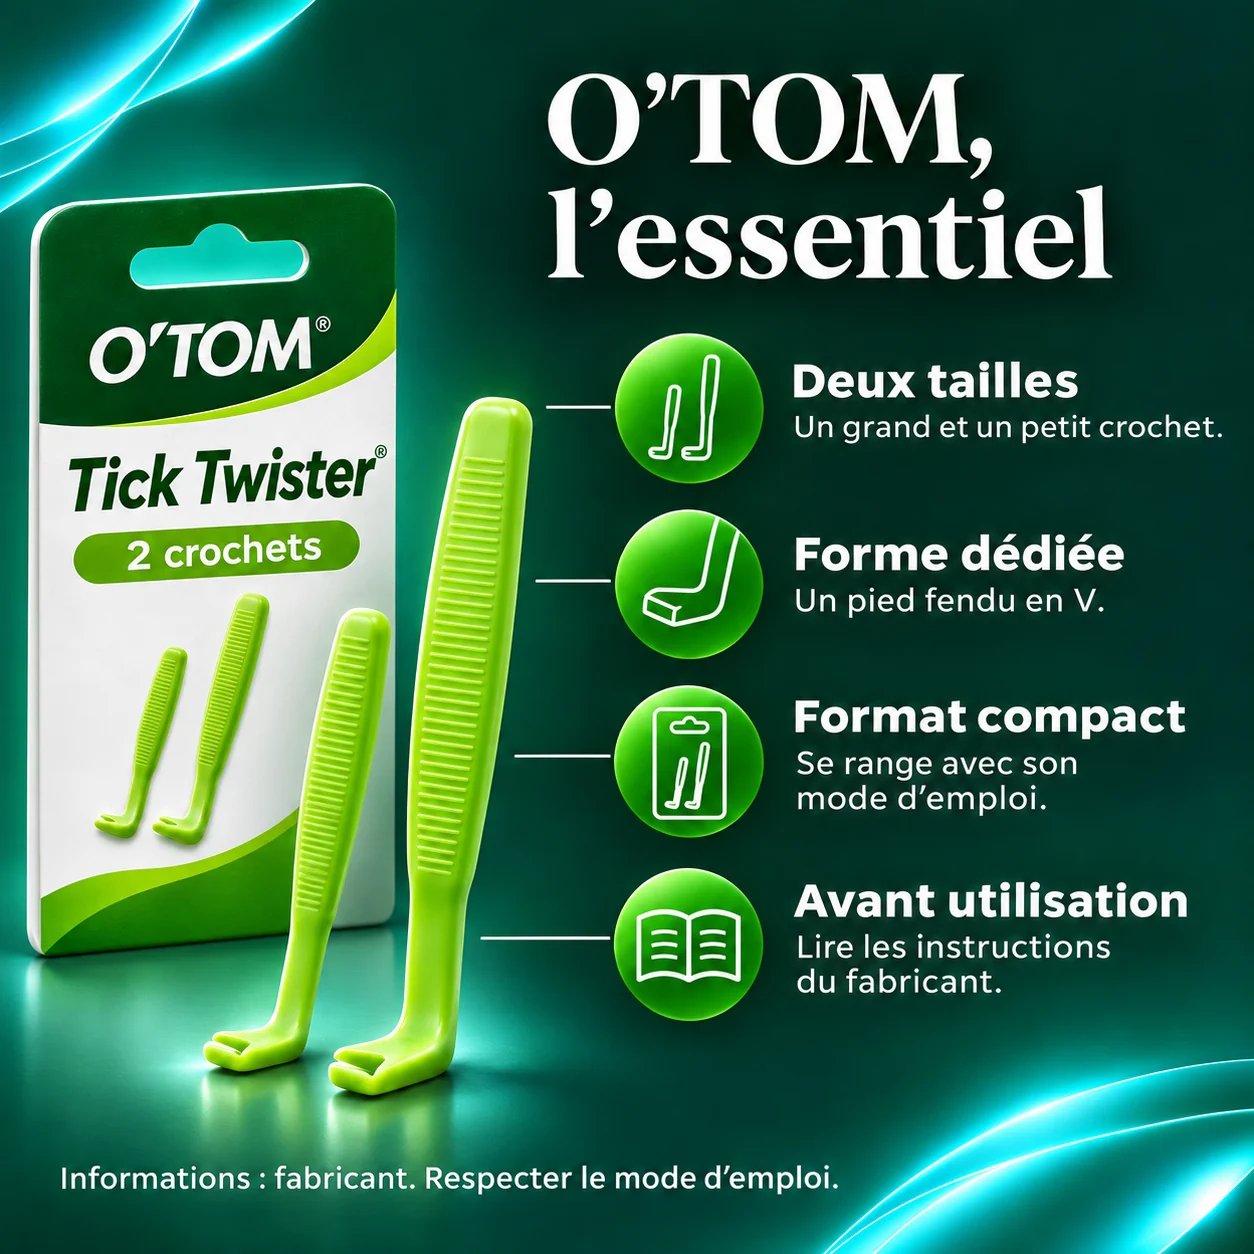 O’TOM,
l’essentiel
O’TOM®
Tick Twister®
2 crochets
Deux tailles
Un grand et un petit crochet.
Forme dédiée
Un pied fendu en V.
Format compact
Se range avec son
mode d’emploi.
Avant utilisation
Lire les instructions
du fabricant.
Informations : fabricant. Respecter le mode d’emploi.